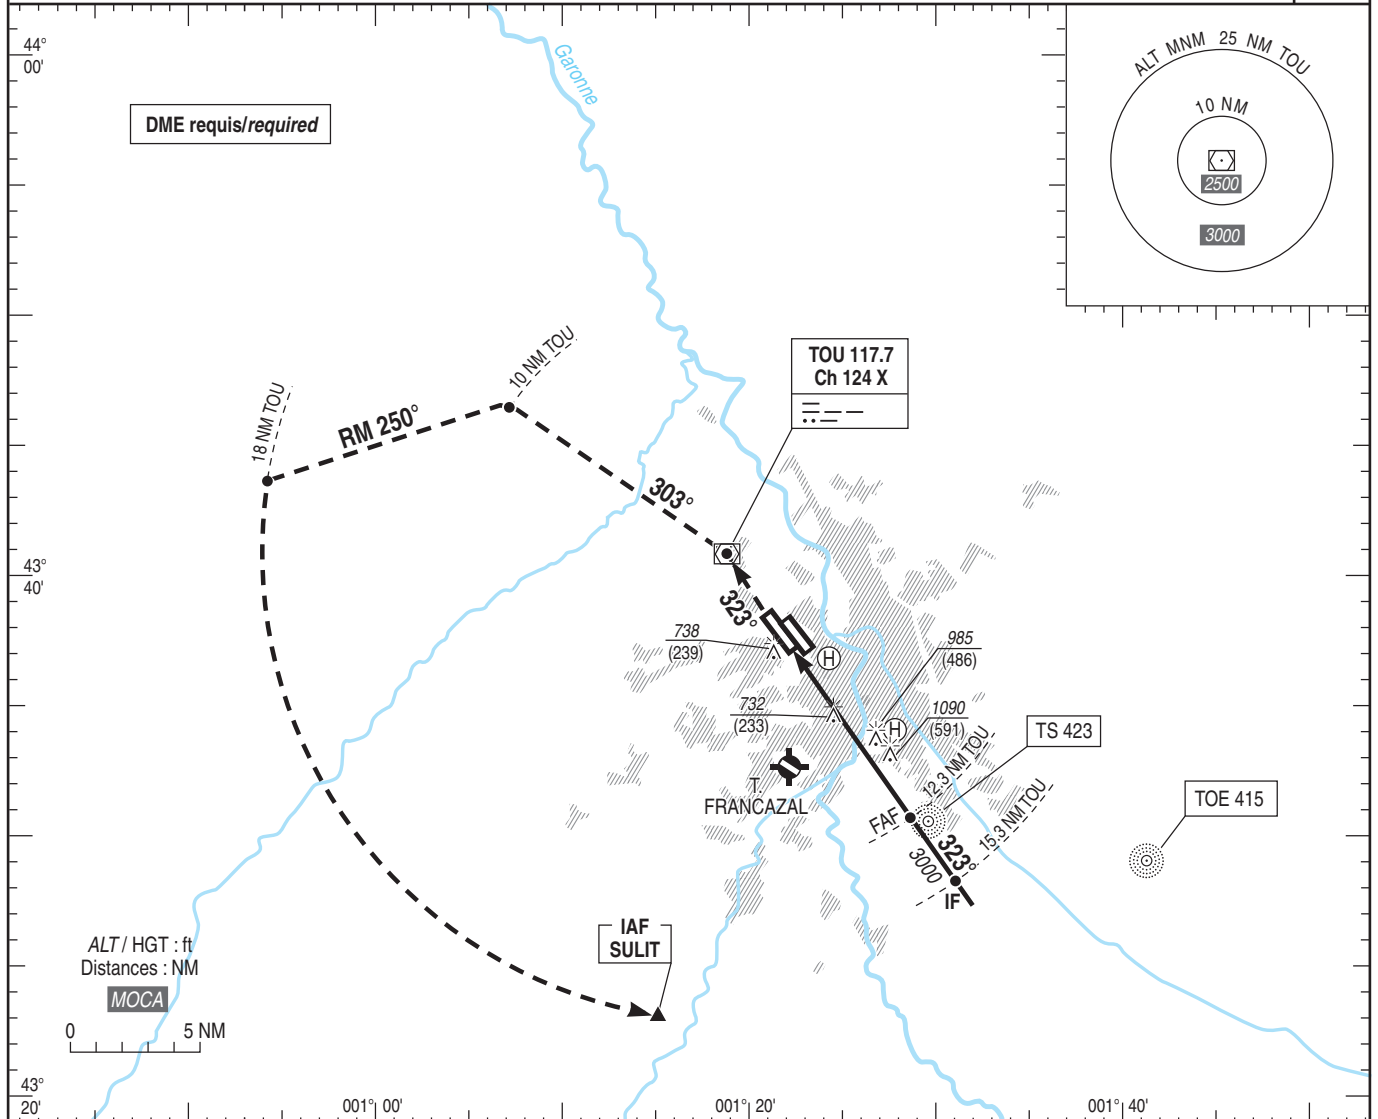 44°
00'
Garonne
DME requis/required
ALT MNM 25 NM TOU
10 NM
2500
3000
TOU 117.7
Ch 124 X
10 NM TOU
18 NM TOU
RM 250°
303°
43°
40'
323°
738
(239)
H
985
(486)
732
(233)
H
1090
(591)
TS 423
12.3 NM TOU
T.
FRANCAZAL
TOE 415
FAF
15.3 NM TOU
323°
3000
IF
IAF
SULIT
ALT / HGT : ft
Distances : NM
MOCA
0 5 NM
43°
20'
001° 00'
001° 20'
001° 40'